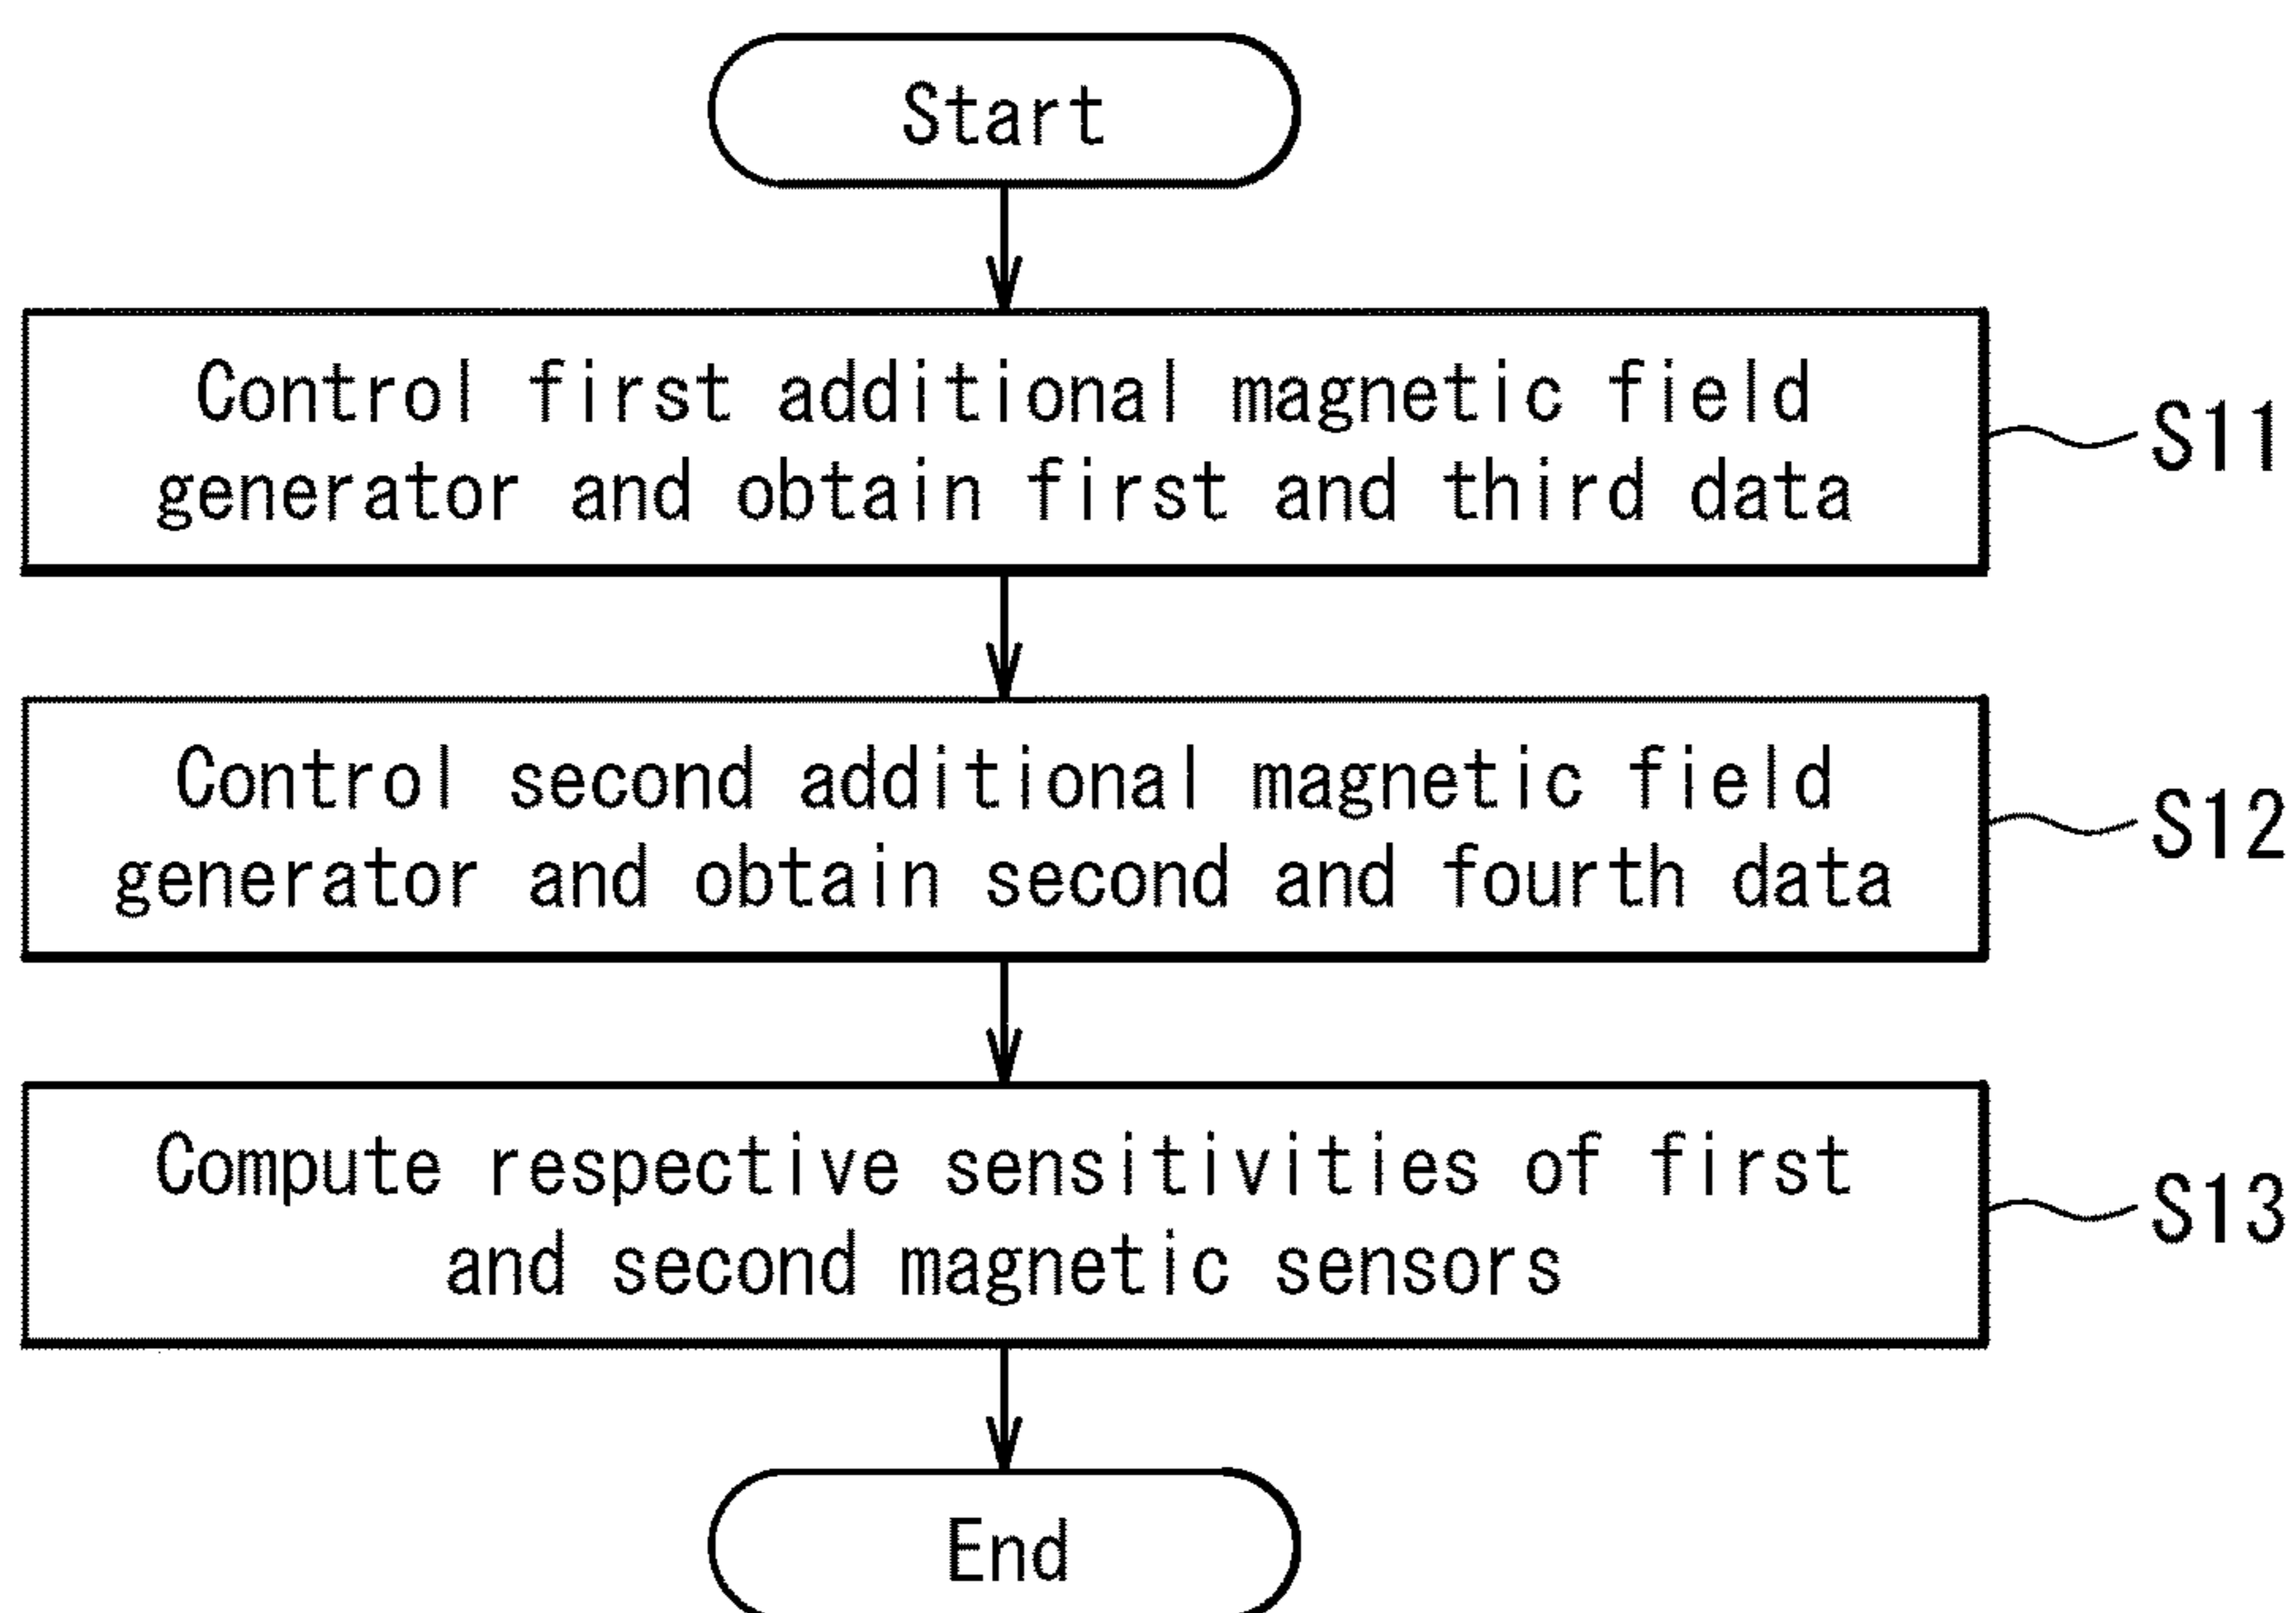 Start
Control first additional magnetic field
generator and obtain first and third data
S11
Control second additional magnetic field
generator and obtain second and fourth data
S12
Compute respective sensitivities of first
and second magnetic sensors
S13
End